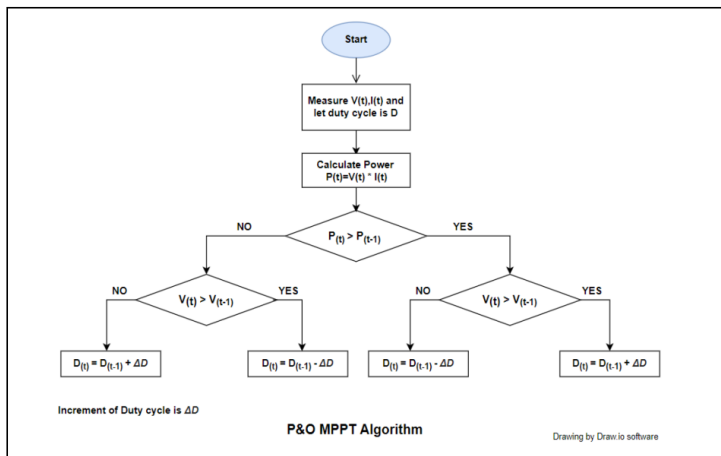 Start
Measure V(t),I(t) and
let duty cycle is D
Calculate Power
P(t)=V(t) * I(t)
NO
P(t) > P(t-1)
YES
NO
V(t) > V(t-1)
YES
NO
V(t) > V(t-1)
YES
D(t) = D(t-1) + ΔD
D(t) = D(t-1) - ΔD
D(t) = D(t-1) - ΔD
D(t) = D(t-1) + ΔD
Increment of Duty cycle is ΔD
P&O MPPT Algorithm
Drawing by Draw.io software